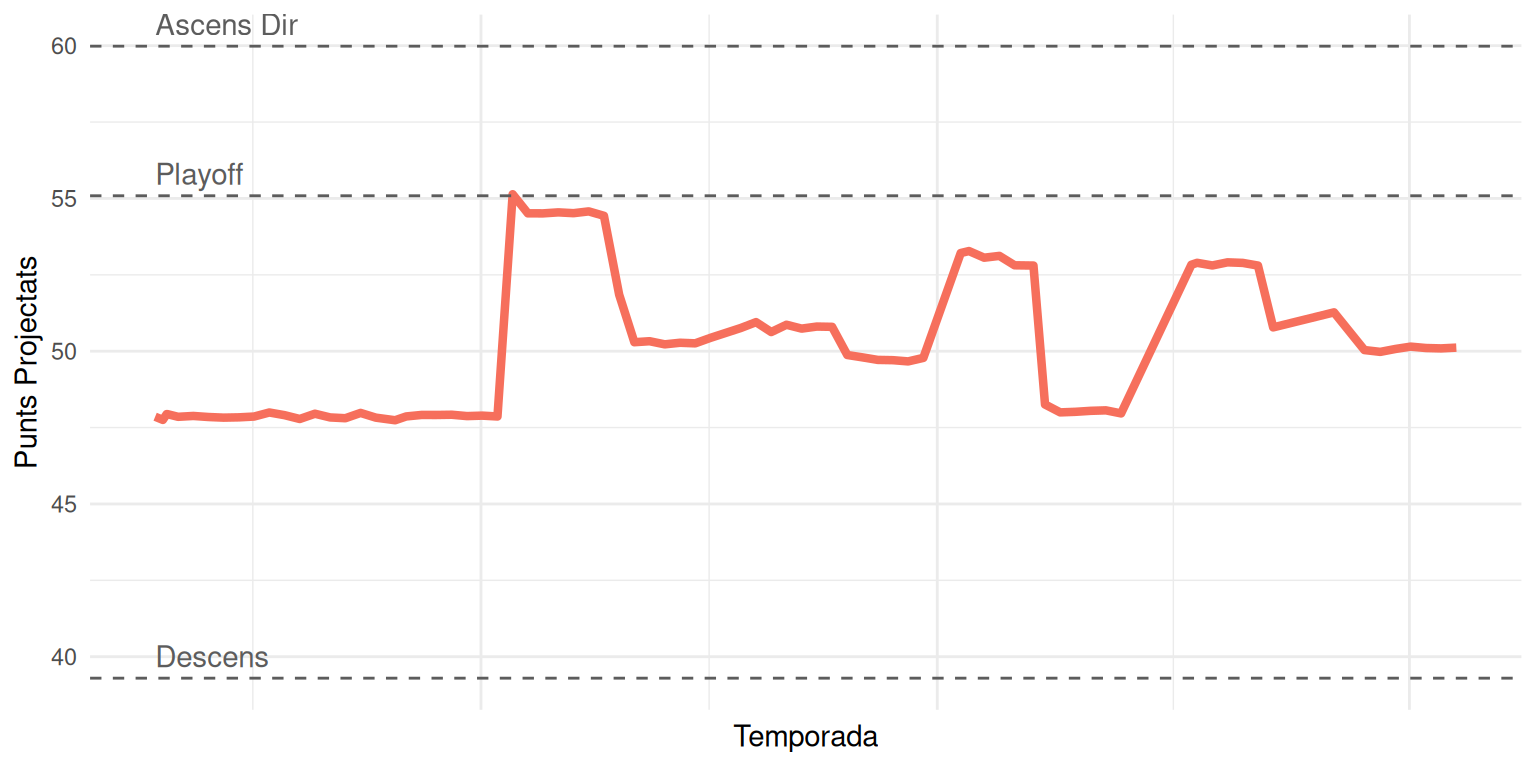 Ascens Dir
60
Playoff
55
50
45
Descens
40
Punts Projectats
Temporada